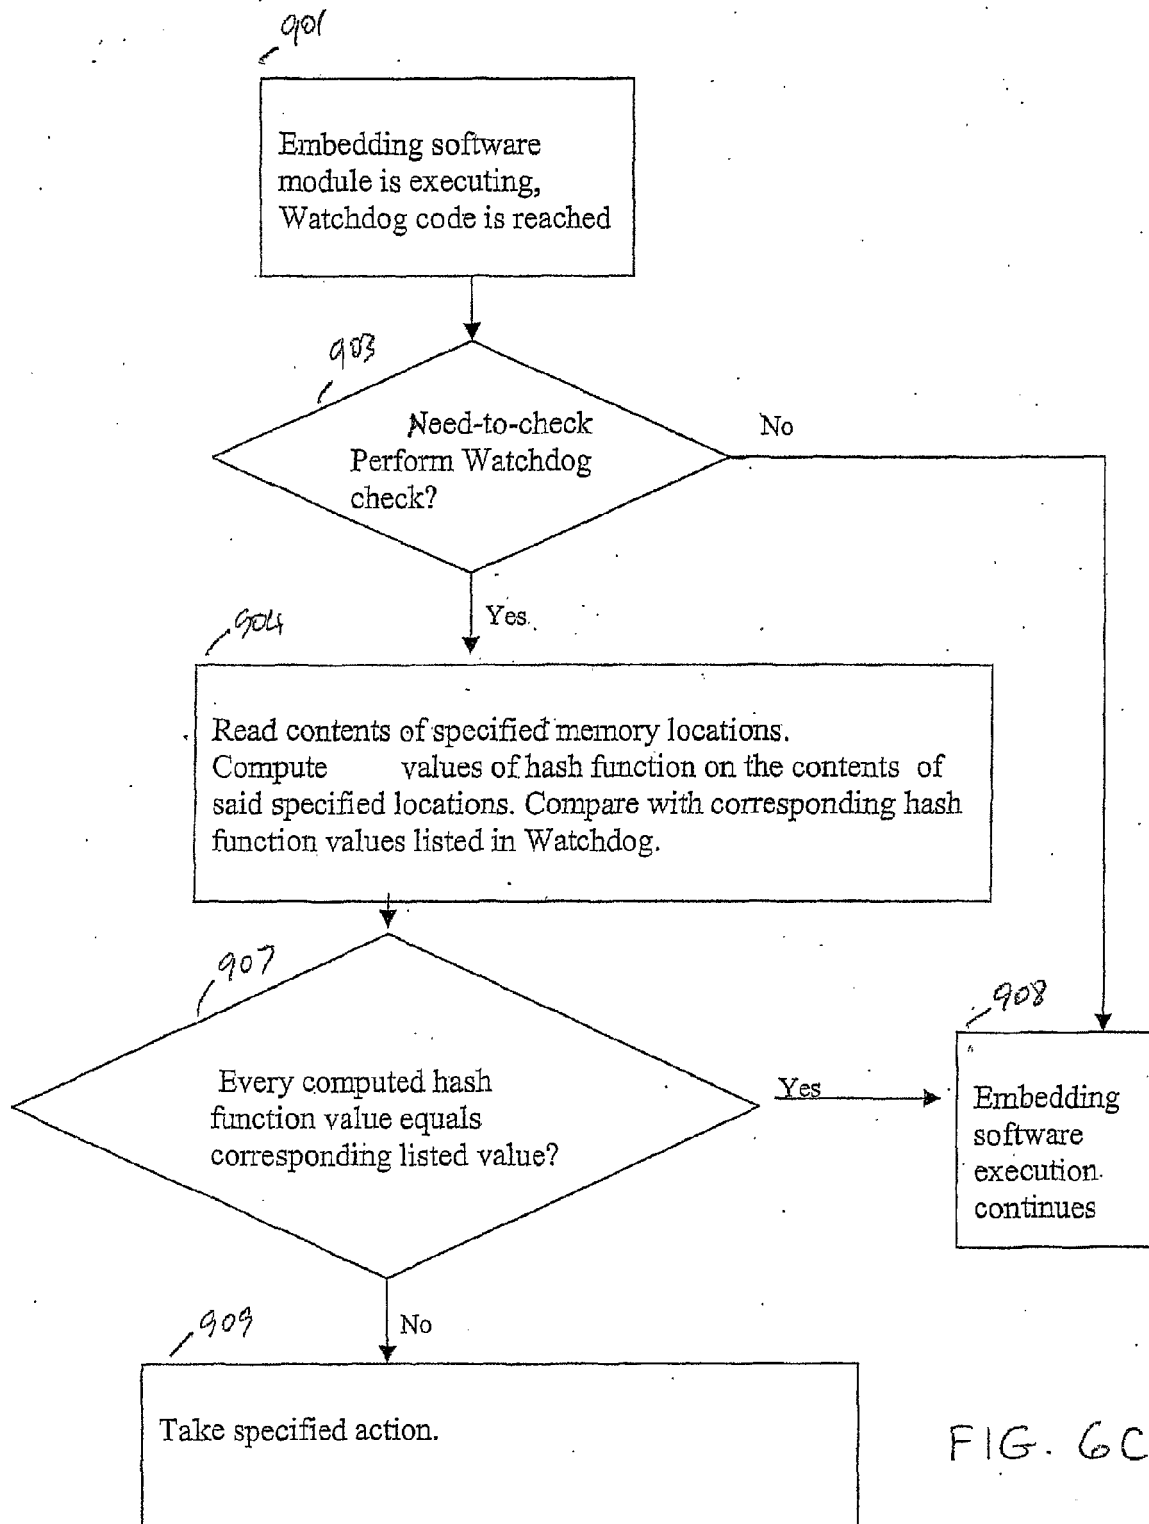 901
Embedding software
module is executing,
Watchdog code is reached
903
Need-to-check
Perform Watchdog
check?
No
Yes
904
Read contents of specified memory locations.
Compute values of hash function on the contents of
said specified locations. Compare with corresponding hash
function values listed in Watchdog.
907
Every computed hash
function value equals
corresponding listed value?
Yes
908
Embedding
software
execution
continues
No
909
Take specified action.
FIG. 6C